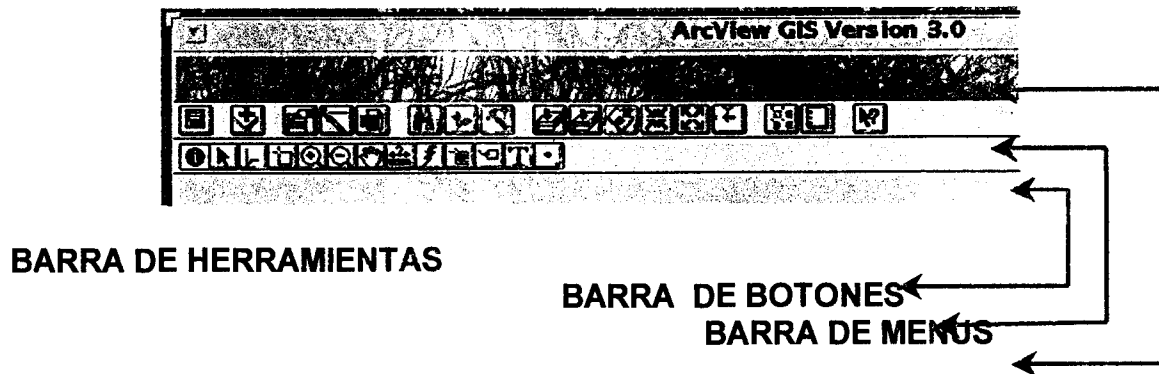 ArcView GIS Version 3.0
BARRA DE HERRAMIENTAS
BARRA DE BOTONES
BARRA DE MENUS